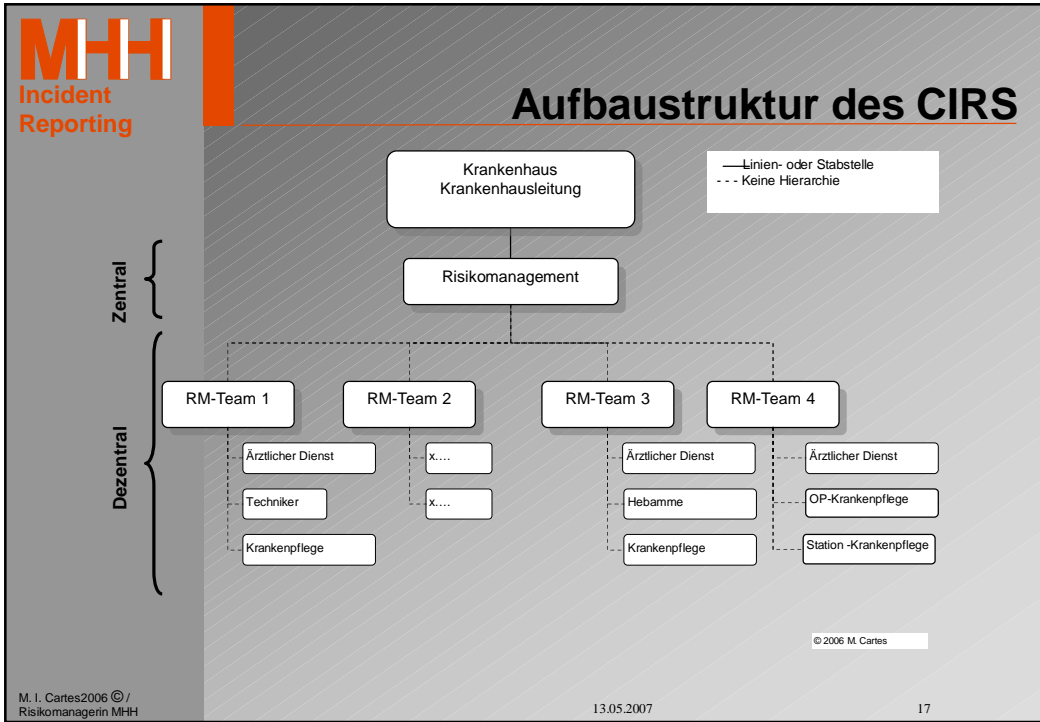 MHH
Incident
Reporting
Aufbaustruktur des CIRS
Krankenhaus
Krankenhausleitung
Linien- oder Stabstelle
- - - Keine Hierarchie
Zentral
Risikomanagement
Dezentral
RM-Team 1
RM-Team 2
RM-Team 3
RM-Team 4
Ärztlicher Dienst
Techniker
Krankenpflege
x....
x....
Ärztlicher Dienst
Hebamme
Krankenpflege
Ärztlicher Dienst
OP-Krankenpflege
Station -Krankenpflege
© 2006 M. Cartes
M. I. Cartes2006 © /
Risikomanagerin MHH
13.05.2007
17